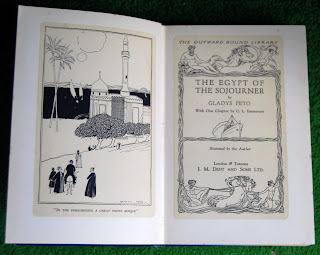 "IN THE FOREGROUND A GREAT WHITE MOSQUE"
THE OUTWARD BOUND LIBRARY
THE EGYPT OF
THE SOJOURNER
by
GLADYS PETO
With One Chapter by C. L. Emmerson
Illustrated by the Author
London & Toronto
J. M. DENT AND SONS LTD.